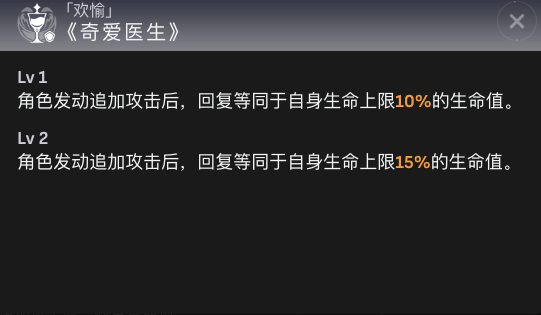 「欢愉」
《奇爱医生》
Lv 1
角色发动追加攻击后，回复等同于自身生命上限10%的生命值。
Lv 2
角色发动追加攻击后，回复等同于自身生命上限15%的生命值。